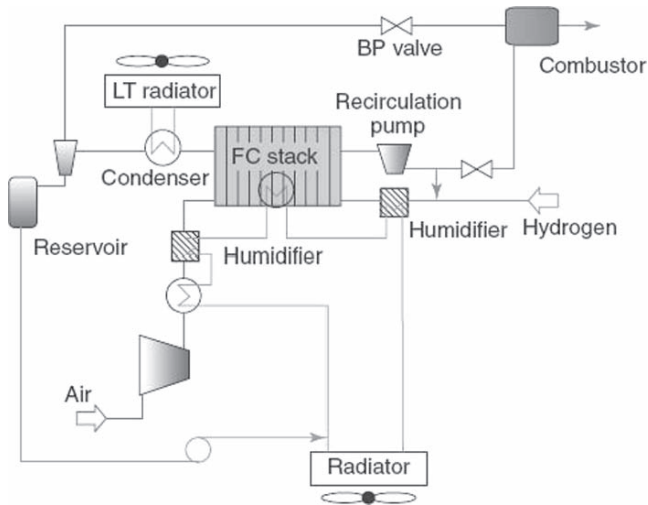 BP valve
Combustor
LT radiator
Recirculation
pump
FC stack
Condenser
Reservoir
Humidifier
Humidifier
Hydrogen
Air
Radiator